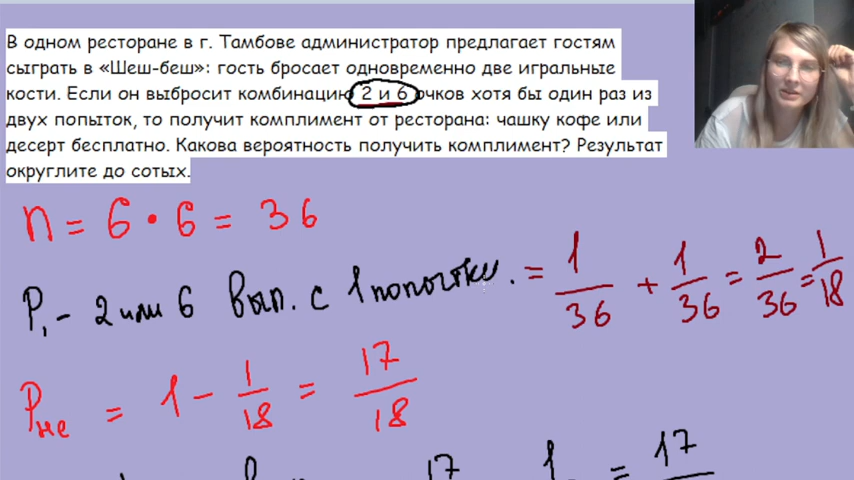 В одном ресторане в г. Тамбове администратор предлагает гостям
сыграть в «Шеш-беш»: гость бросает одновременно две игральные
кости. Если он выбросит комбинацию 2 и 6 очков хотя бы один раз из
двух попыток, то получит комплимент от ресторана: чашку кофе или
десерт бесплатно. Какова вероятность получить комплимент? Результат
округлите до сотых.
n = 6 · 6 = 36
P₁ - 2 или 6 вып. с 1 попытки. = 1/36 + 1/36 = 2/36 = 1/18
Pне = 1 - 1/18 = 17/18
17 1 = 17